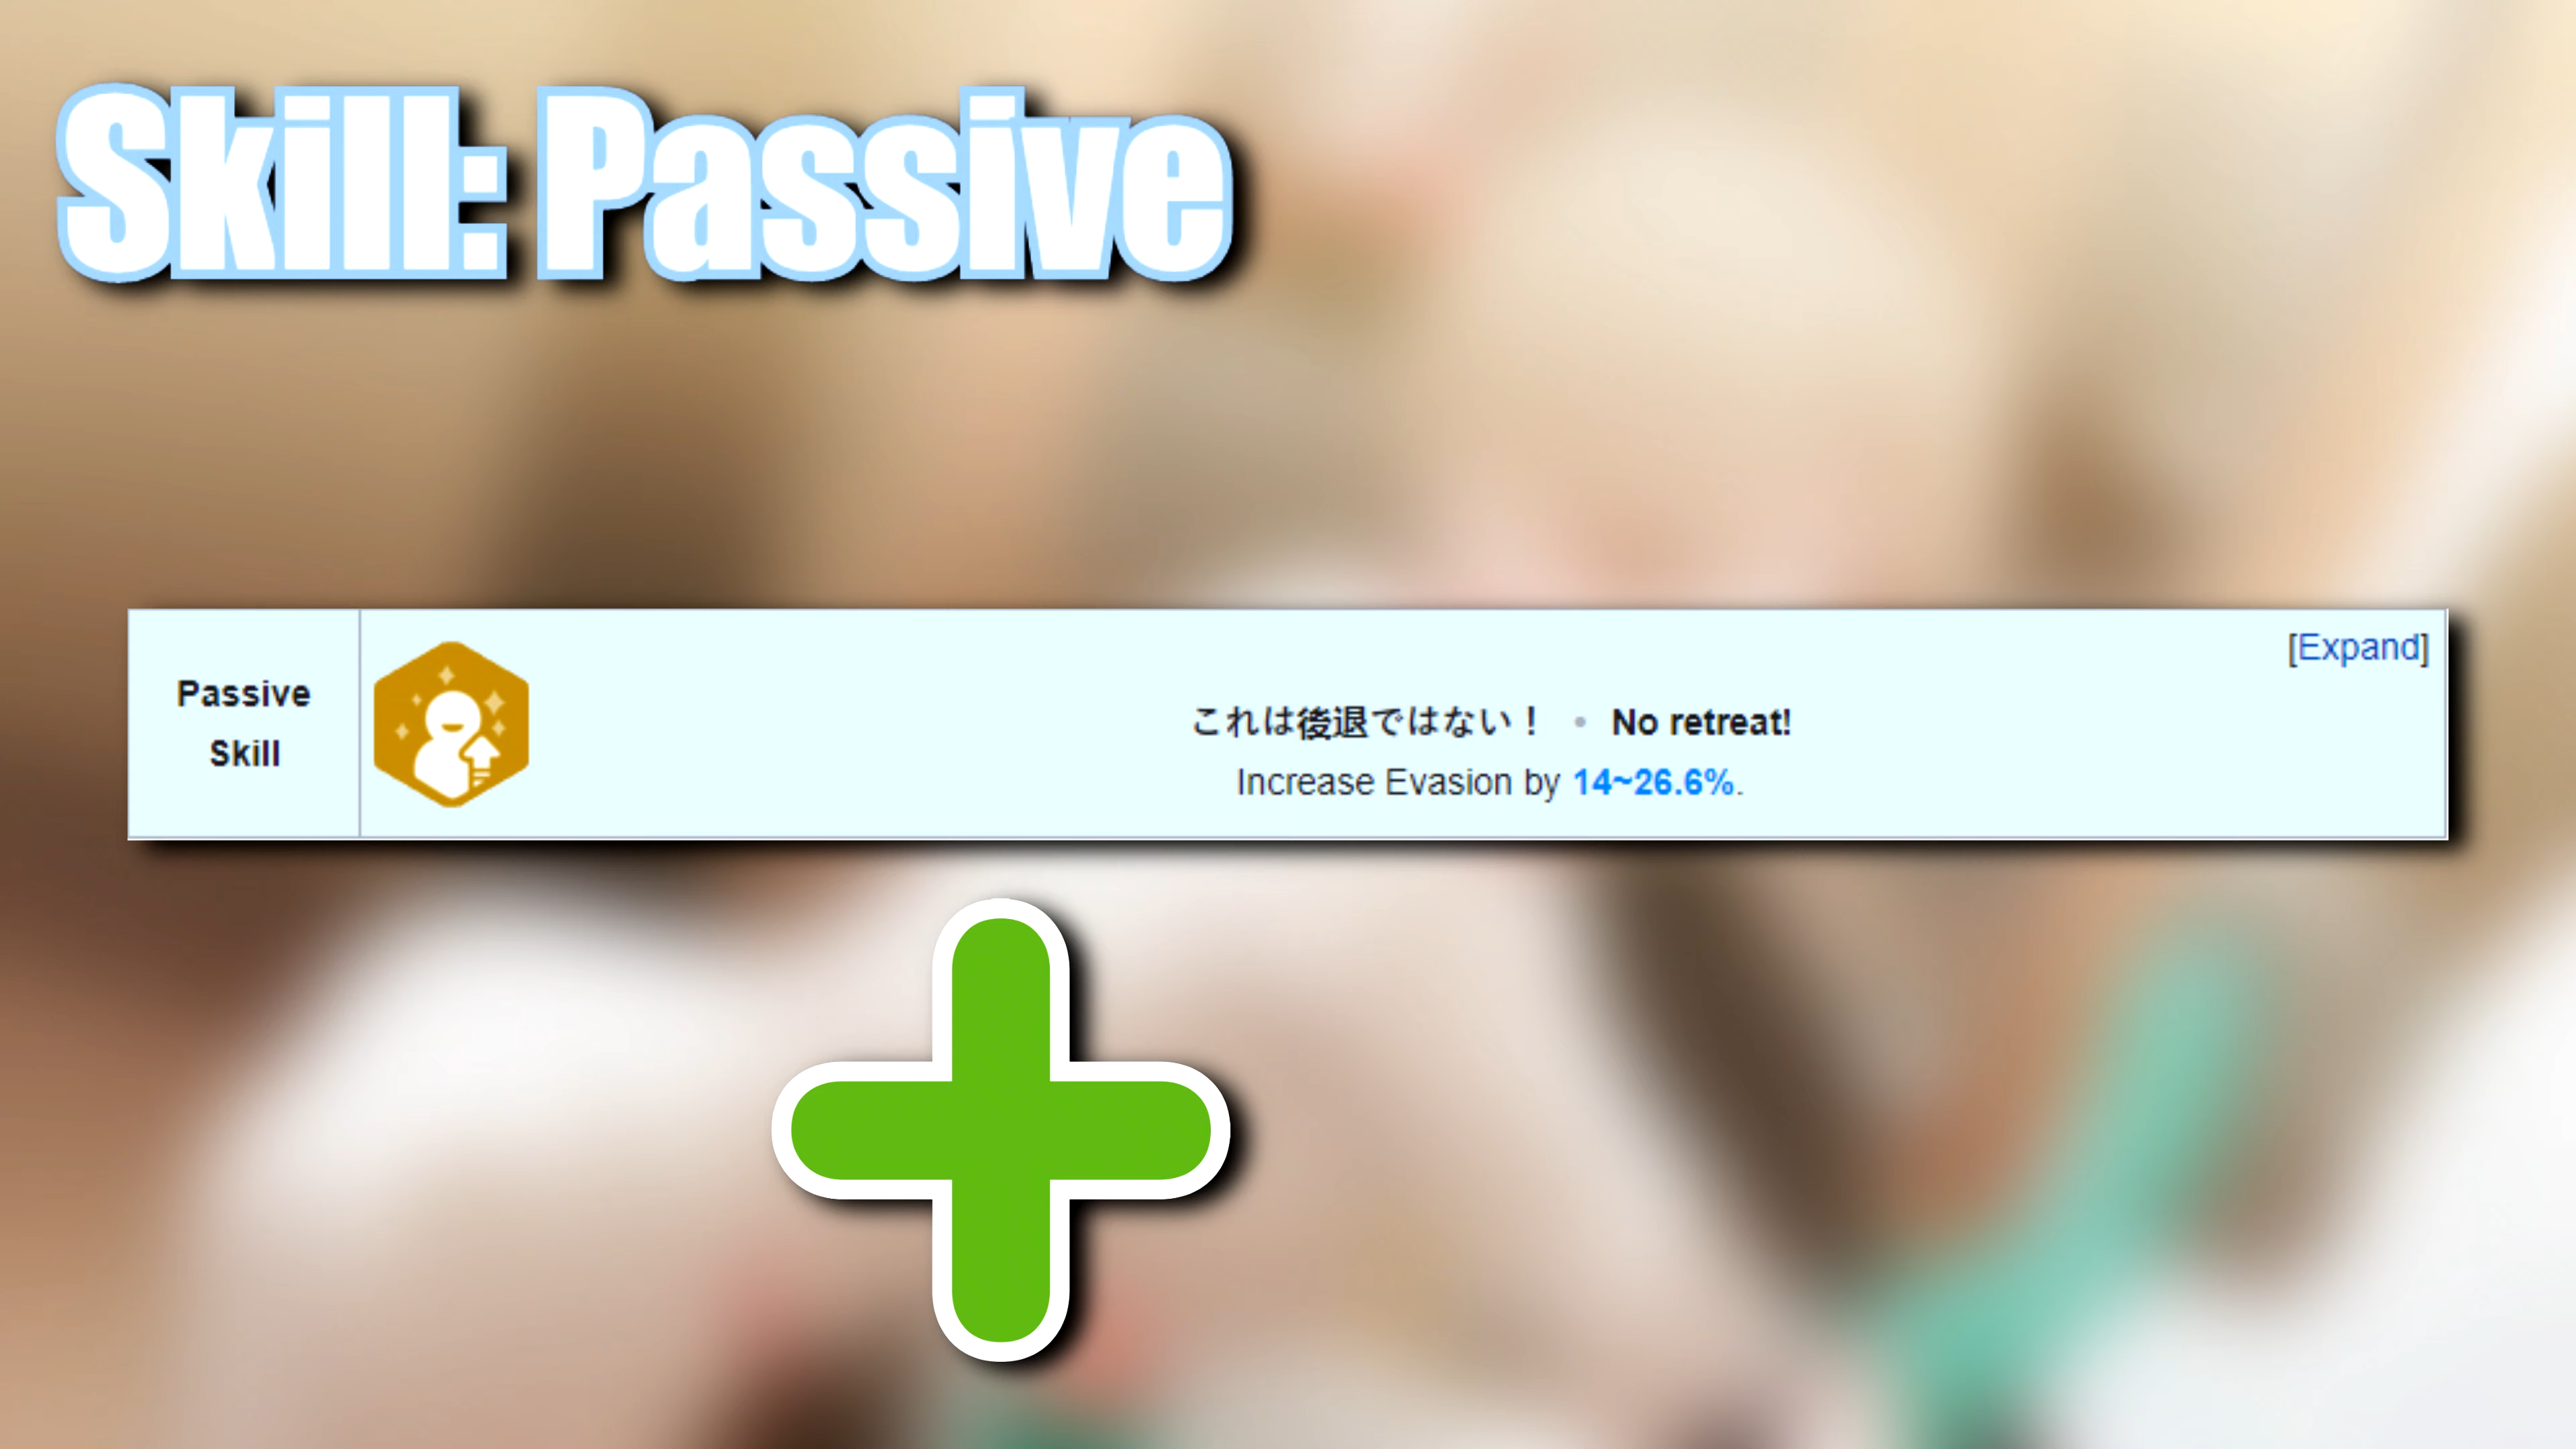 Skill: Passive
[Expand]
Passive
Skill
これは後退ではない！ • No retreat!
Increase Evasion by 14~26.6%.